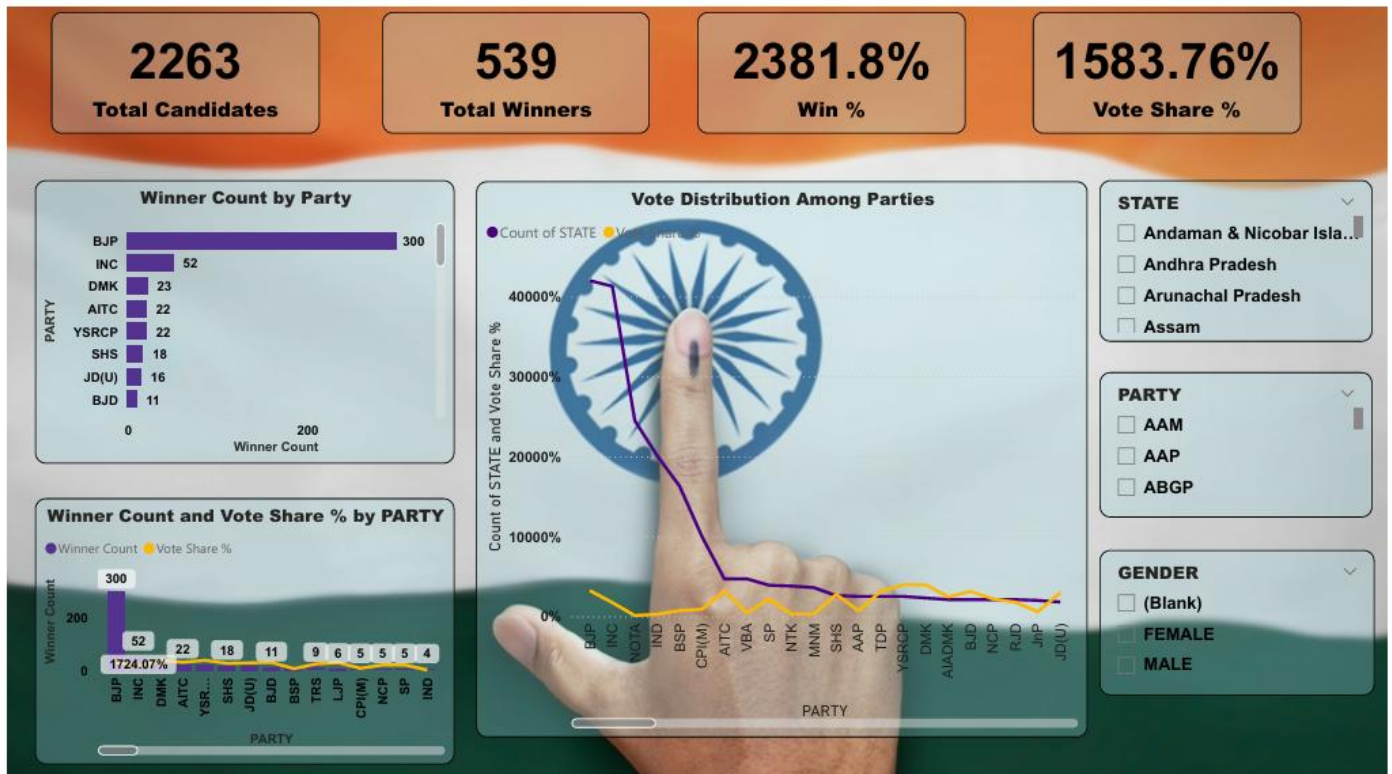 2263
Total Candidates
539
Total Winners
2381.8%
Win %
1583.76%
Vote Share %
Winner Count by Party
PARTY
BJP 300
INC 52
DMK 23
AITC 22
YSRCP 22
SHS 18
JD(U) 16
BJD 11
0 200
Winner Count
Winner Count and Vote Share % by PARTY
Winner Count Vote Share %
Winner Count
300
200
52
22 18 11 9 6 5 5 5 4
0
1724.07%
BJP INC DMK AITC YSR... SHS JD(U) BJD BSP TRS LJP CPI(M) NCP SP IND
PARTY
Vote Distribution Among Parties
Count of STATE Vote Share %
Count of STATE and Vote Share %
40000%
30000%
20000%
10000%
0%
BJP INC NOTA IND BSP CPI(M) AITC VBA SP NTK MNM SHS AAP TDP YSRCP DMK AIADMK BJD NCP RJD JnP JD(U)
PARTY
STATE
Andaman & Nicobar Isla...
Andhra Pradesh
Arunachal Pradesh
Assam
PARTY
AAM
AAP
ABGP
GENDER
(Blank)
FEMALE
MALE